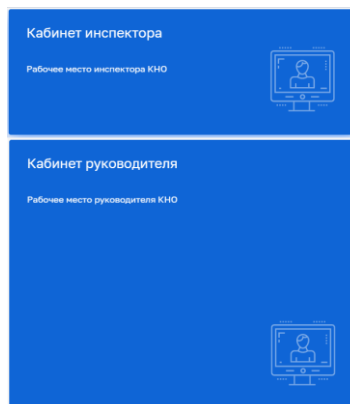 Кабинет инспектора
Рабочее место инспектора КНО
Кабинет руководителя
Рабочее место руководителя КНО